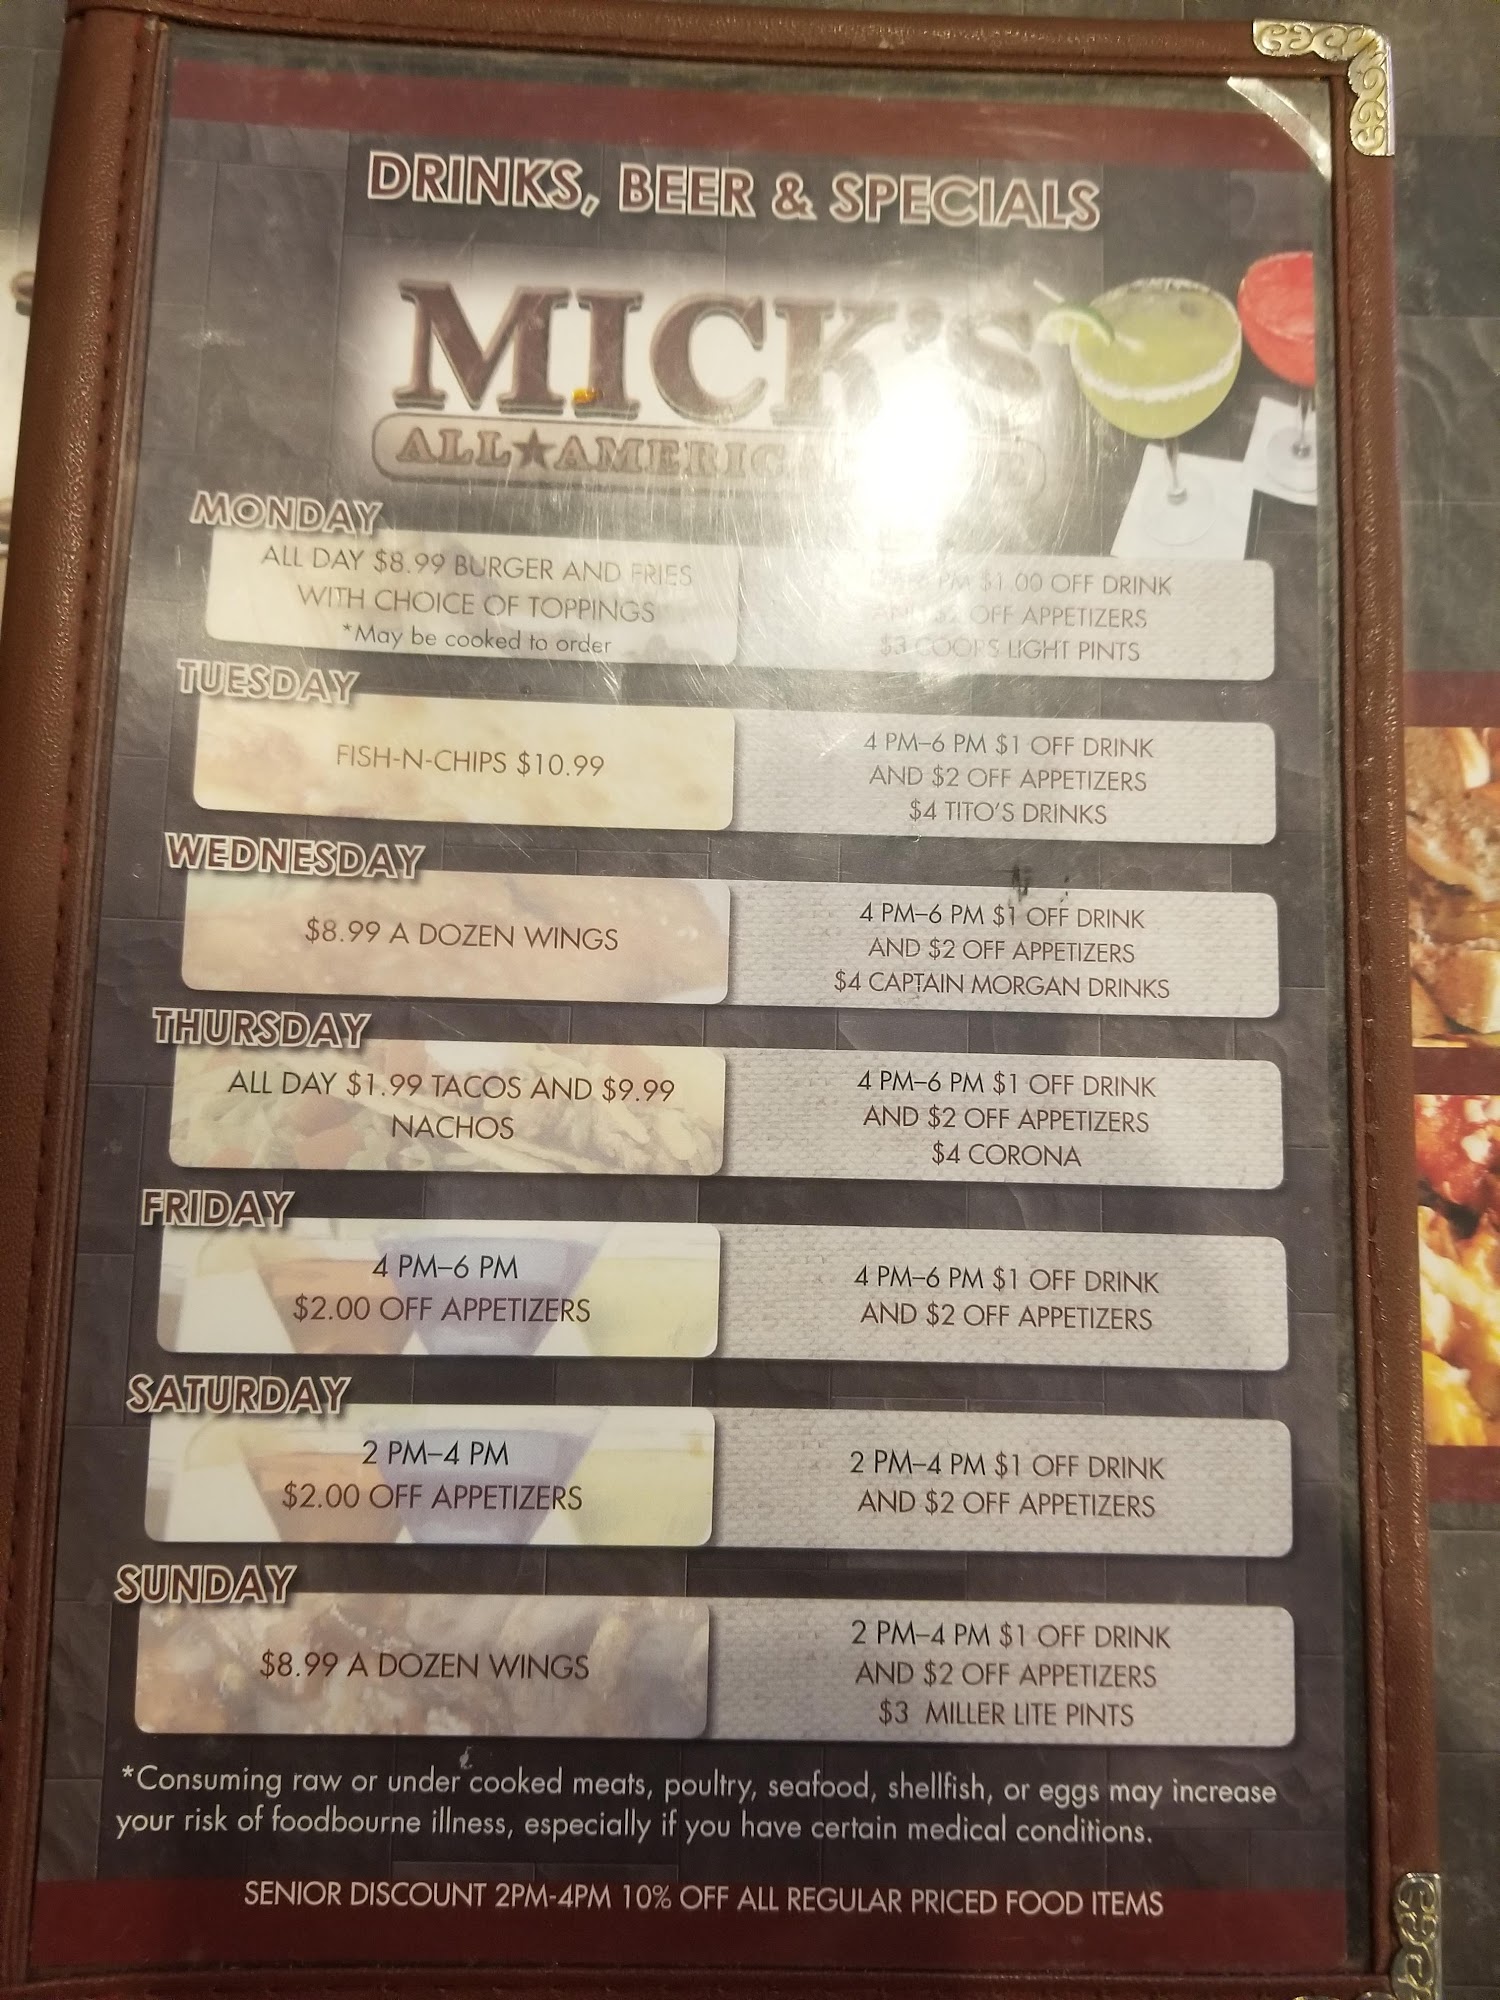 DRINKS, BEER & SPECIALS
MICK'S
ALL★AMERICA
MONDAY
ALL DAY $8.99 BURGER AND FRIES
WITH CHOICE OF TOPPINGS
*May be cooked to order
PM $1.00 OFF DRINK
AND $2 OFF APPETIZERS
$3 COORS LIGHT PINTS
TUESDAY
FISH-N-CHIPS $10.99
4 PM–6 PM $1 OFF DRINK
AND $2 OFF APPETIZERS
$4 TITO'S DRINKS
WEDNESDAY
$8.99 A DOZEN WINGS
4 PM–6 PM $1 OFF DRINK
AND $2 OFF APPETIZERS
$4 CAPTAIN MORGAN DRINKS
THURSDAY
ALL DAY $1.99 TACOS AND $9.99
NACHOS
4 PM–6 PM $1 OFF DRINK
AND $2 OFF APPETIZERS
$4 CORONA
FRIDAY
4 PM–6 PM
$2.00 OFF APPETIZERS
4 PM–6 PM $1 OFF DRINK
AND $2 OFF APPETIZERS
SATURDAY
2 PM–4 PM
$2.00 OFF APPETIZERS
2 PM–4 PM $1 OFF DRINK
AND $2 OFF APPETIZERS
SUNDAY
$8.99 A DOZEN WINGS
2 PM–4 PM $1 OFF DRINK
AND $2 OFF APPETIZERS
$3 MILLER LITE PINTS
*Consuming raw or under cooked meats, poultry, seafood, shellfish, or eggs may increase
your risk of foodbourne illness, especially if you have certain medical conditions.
SENIOR DISCOUNT 2PM-4PM 10% OFF ALL REGULAR PRICED FOOD ITEMS